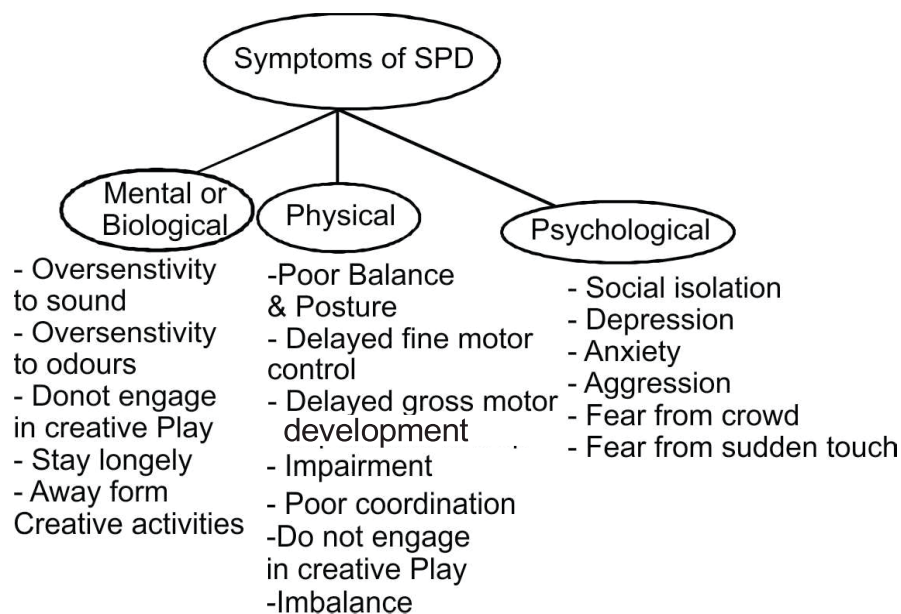 Symptoms of SPD
Mental or
Biological
- Oversenstivity
to sound
- Oversenstivity
to odours
- Donot engage
in creative Play
- Stay longely
- Away form
Creative activities
Physical
-Poor Balance
& Posture
- Delayed fine motor
control
- Delayed gross motor
development
- Impairment
- Poor coordination
-Do not engage
in creative Play
-Imbalance
Psychological
- Social isolation
- Depression
- Anxiety
- Aggression
- Fear from crowd
- Fear from sudden touch